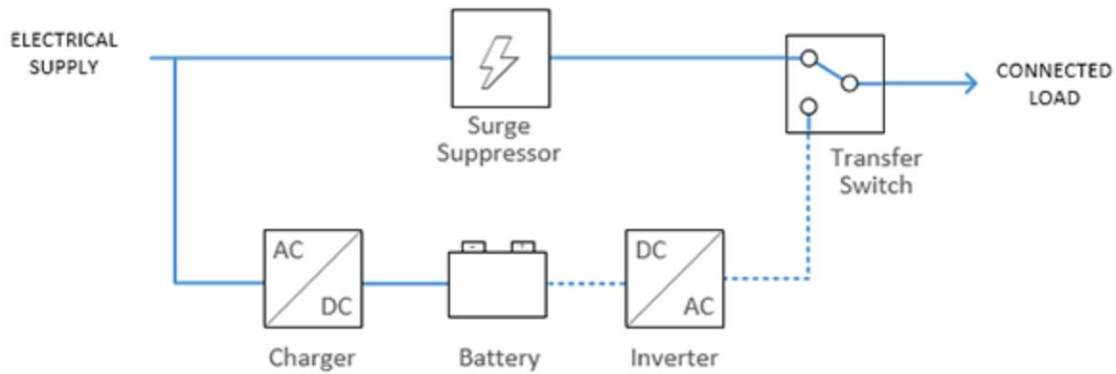 ELECTRICAL
SUPPLY
Surge
Suppressor
CONNECTED
LOAD
Transfer
Switch
AC
DC
- +
DC
AC
Charger
Battery
Inverter